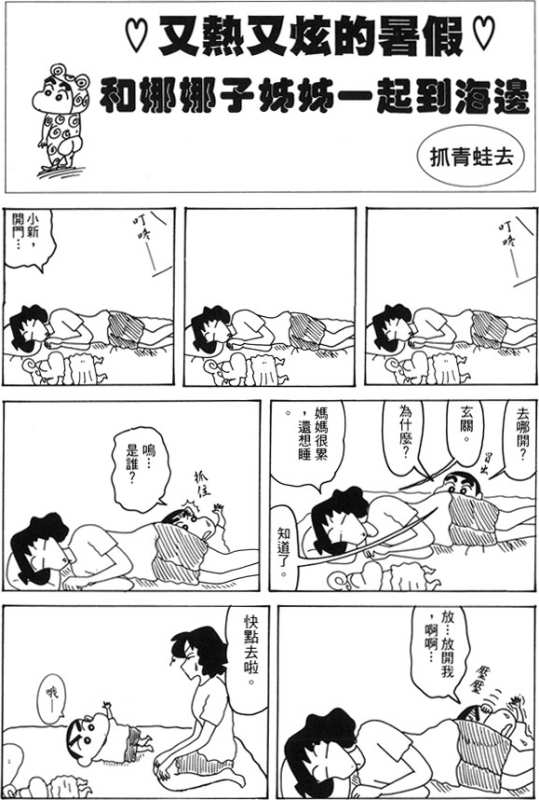 ♡又熱又炫的暑假♡
和娜娜子姊姊一起到海邊
抓青蛙去
叮咚——
叮咚——
小新，
開門…
去哪開？
冒出
玄關。
為什麼？
媽媽很累
，還想睡
。
知道了。
抓住
嗚…
是誰？
放…放開我
，啊啊…
快點去啦。
哦—